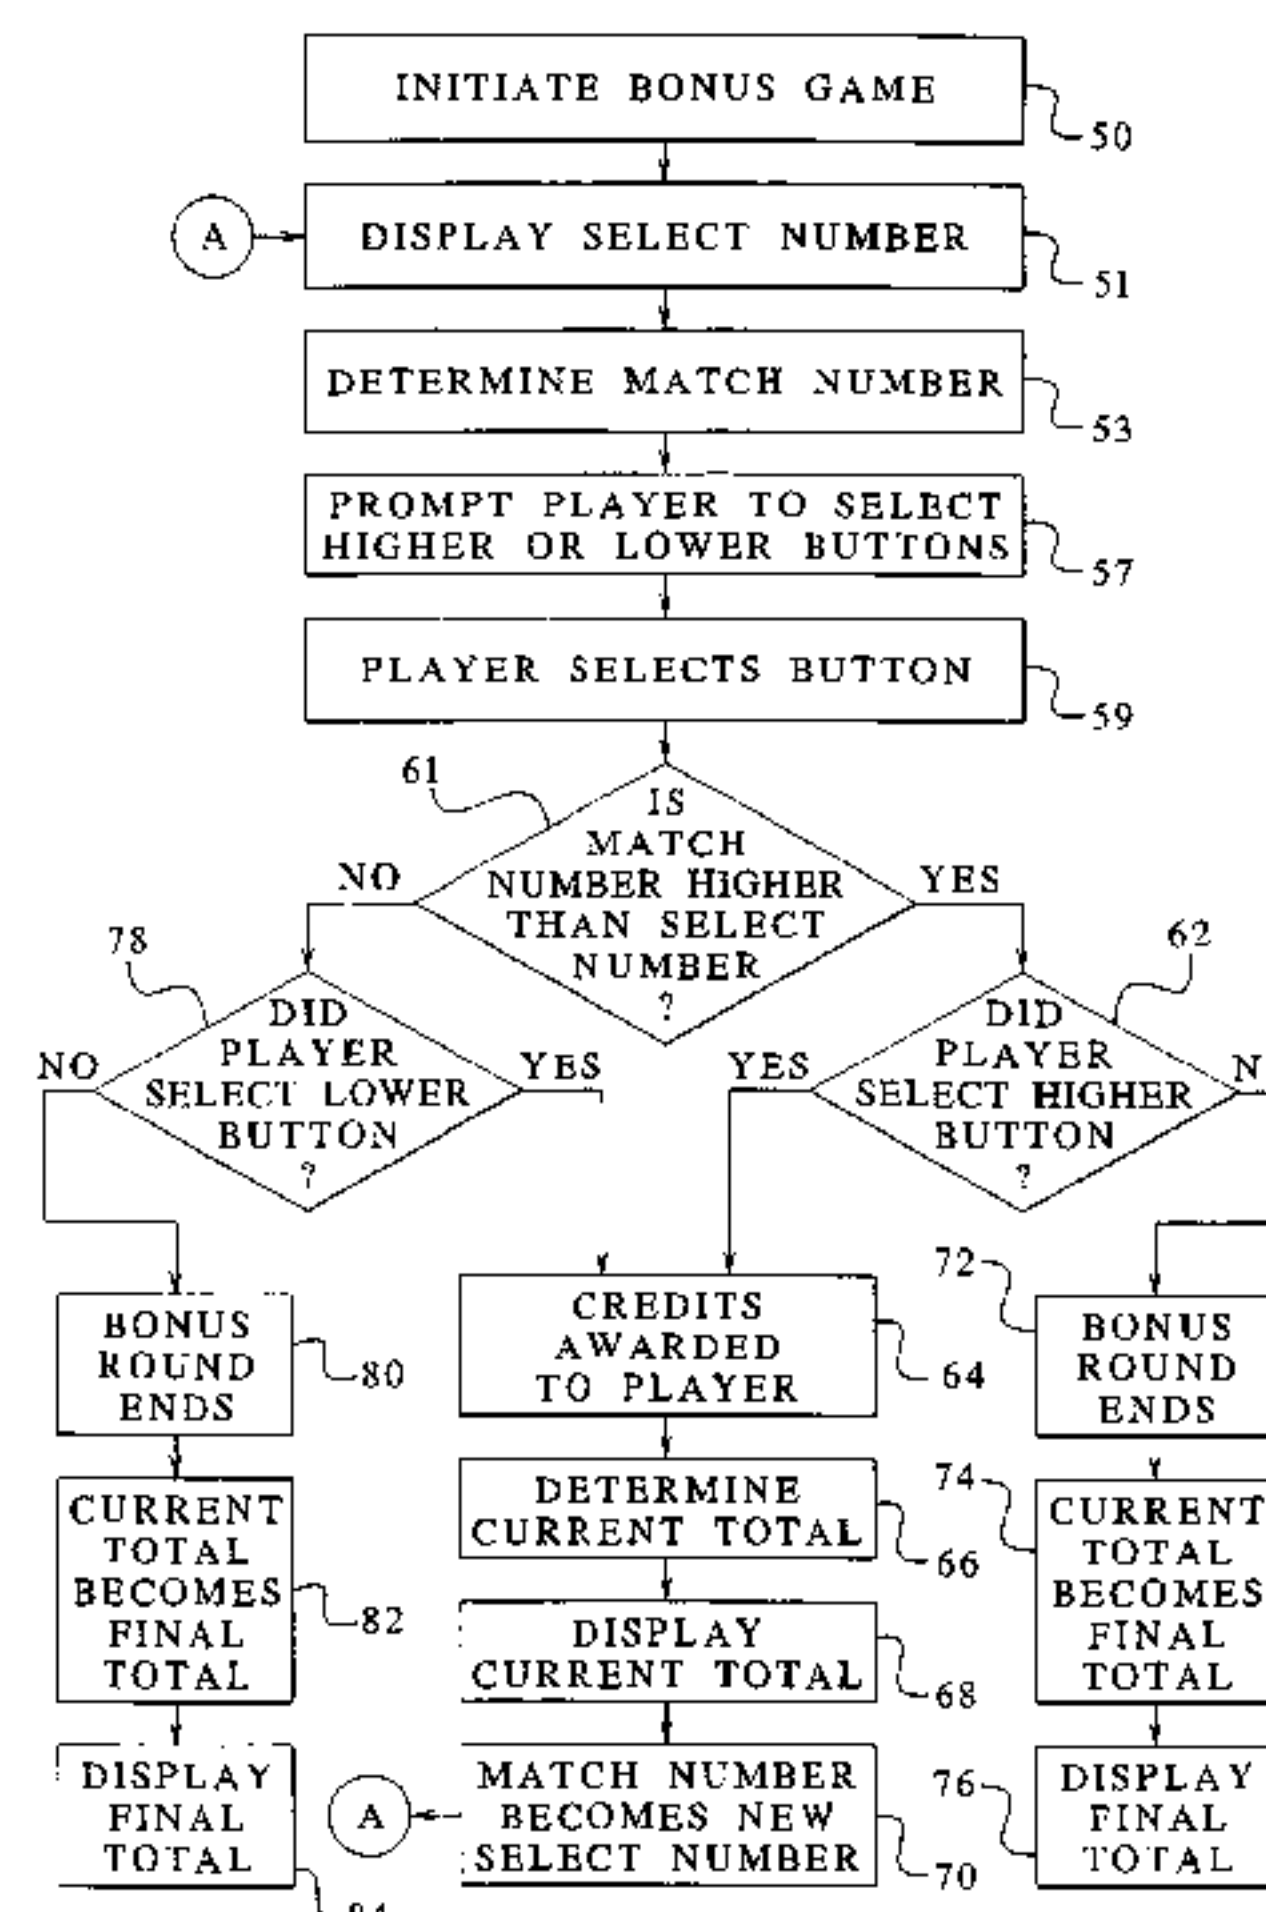 INITIATE BONUS GAME
50
A
DISPLAY SELECT NUMBER
51
DETERMINE MATCH NUMBER
53
PROMPT PLAYER TO SELECT
HIGHER OR LOWER BUTTONS
57
PLAYER SELECTS BUTTON
59
61
IS
MATCH
NUMBER HIGHER
THAN SELECT
NUMBER
?
NO
YES
78
DID
PLAYER
SELECT LOWER
BUTTON
?
NO
YES
62
DID
PLAYER
SELECT HIGHER
BUTTON
?
YES
N
BONUS
ROUND
ENDS
80
CREDITS
AWARDED
TO PLAYER
64
72
BONUS
ROUND
ENDS
CURRENT
TOTAL
BECOMES
FINAL
TOTAL
82
DETERMINE
CURRENT TOTAL
66
DISPLAY
CURRENT TOTAL
68
74
CURRENT
TOTAL
BECOMES
FINAL
TOTAL
DISPLAY
FINAL
TOTAL
A
MATCH NUMBER
BECOMES NEW
SELECT NUMBER
70
76
DISPLAY
FINAL
TOTAL